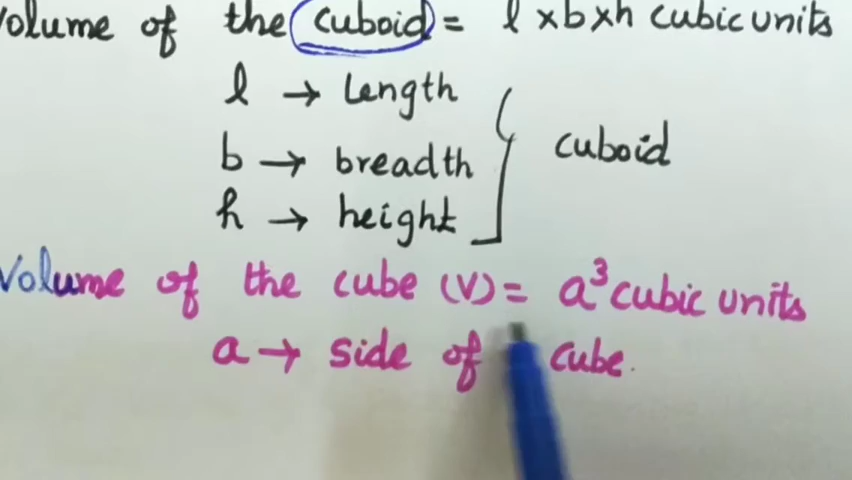 Volume of the cuboid = l × b × h cubic units
l → Length
b → breadth
h → height
cuboid
Volume of the cube (V) = a³ cubic units
a → side of cube.